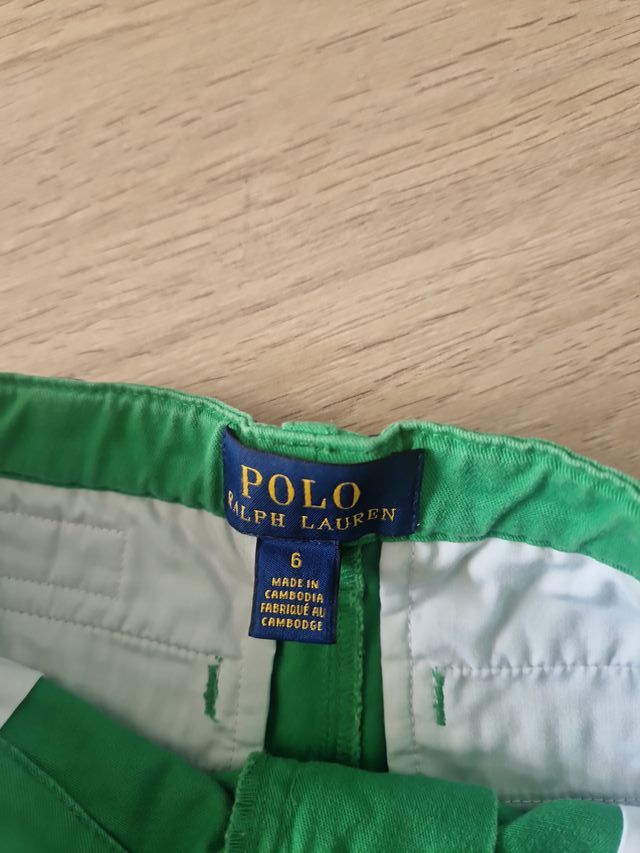 POLO
RALPH LAUREN
6
MADE IN
CAMBODIA
FABRIQUÉ AU
CAMBODGE